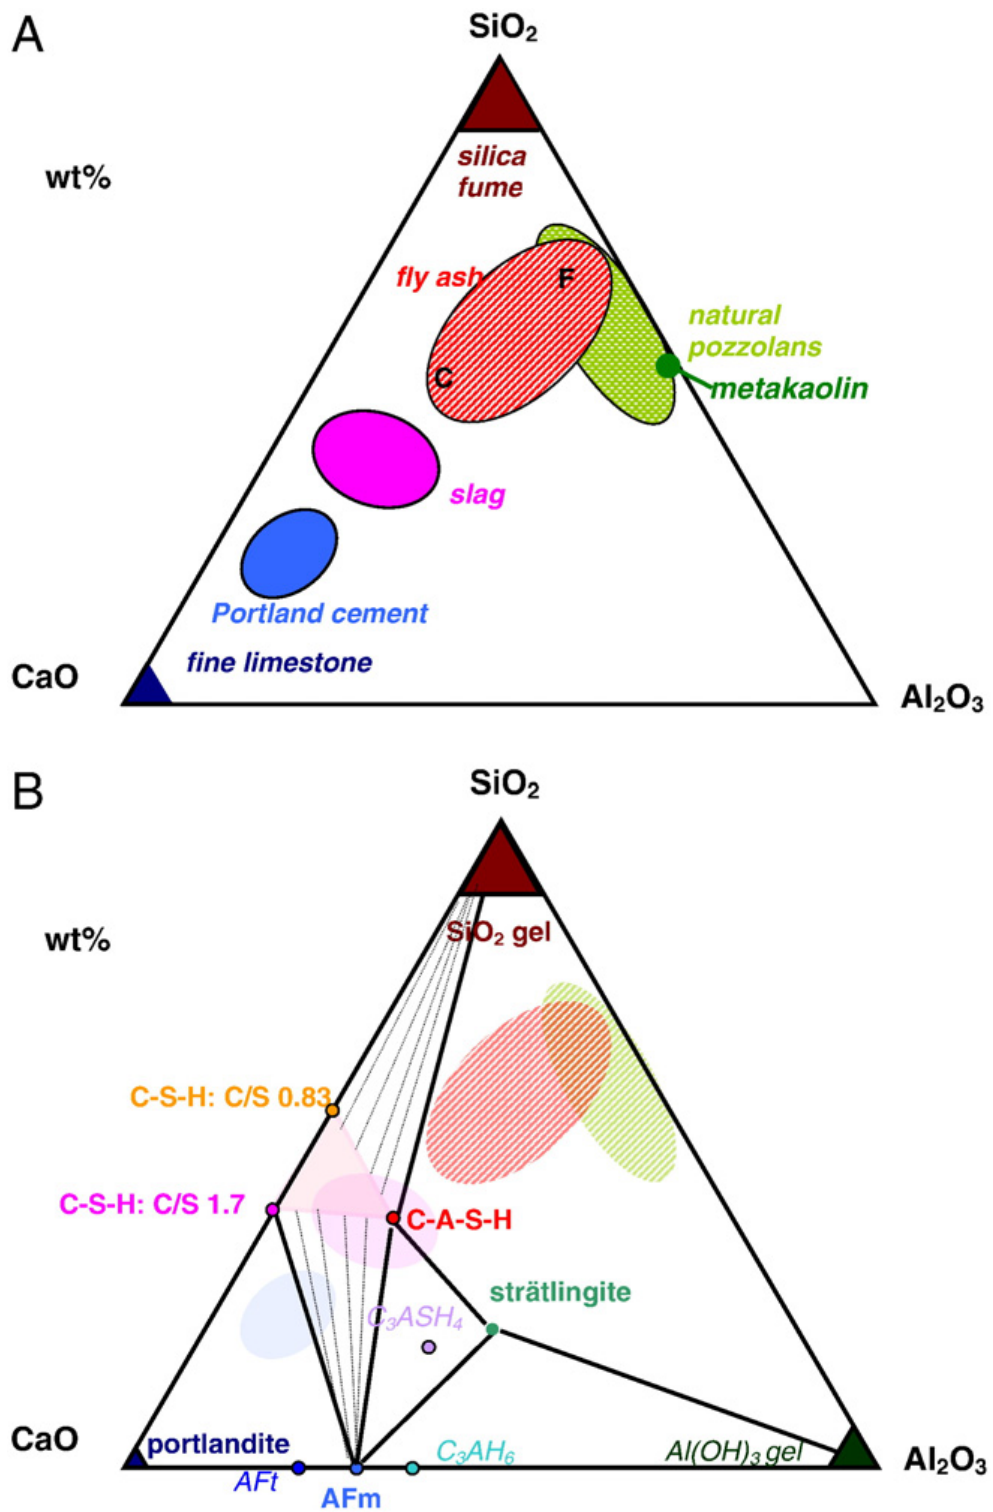 A
SiO₂
wt%
silica
fume
fly ash
F
natural
pozzolans
C
metakaolin
slag
Portland cement
fine limestone
CaO
Al₂O₃
B
SiO₂
wt%
SiO₂ gel
C-S-H: C/S 0.83
C-S-H: C/S 1.7
C-A-S-H
strätlingite
C₃ASH₄
CaO
portlandite
C₃AH₆
Al(OH)₃ gel
Al₂O₃
AFt
AFm